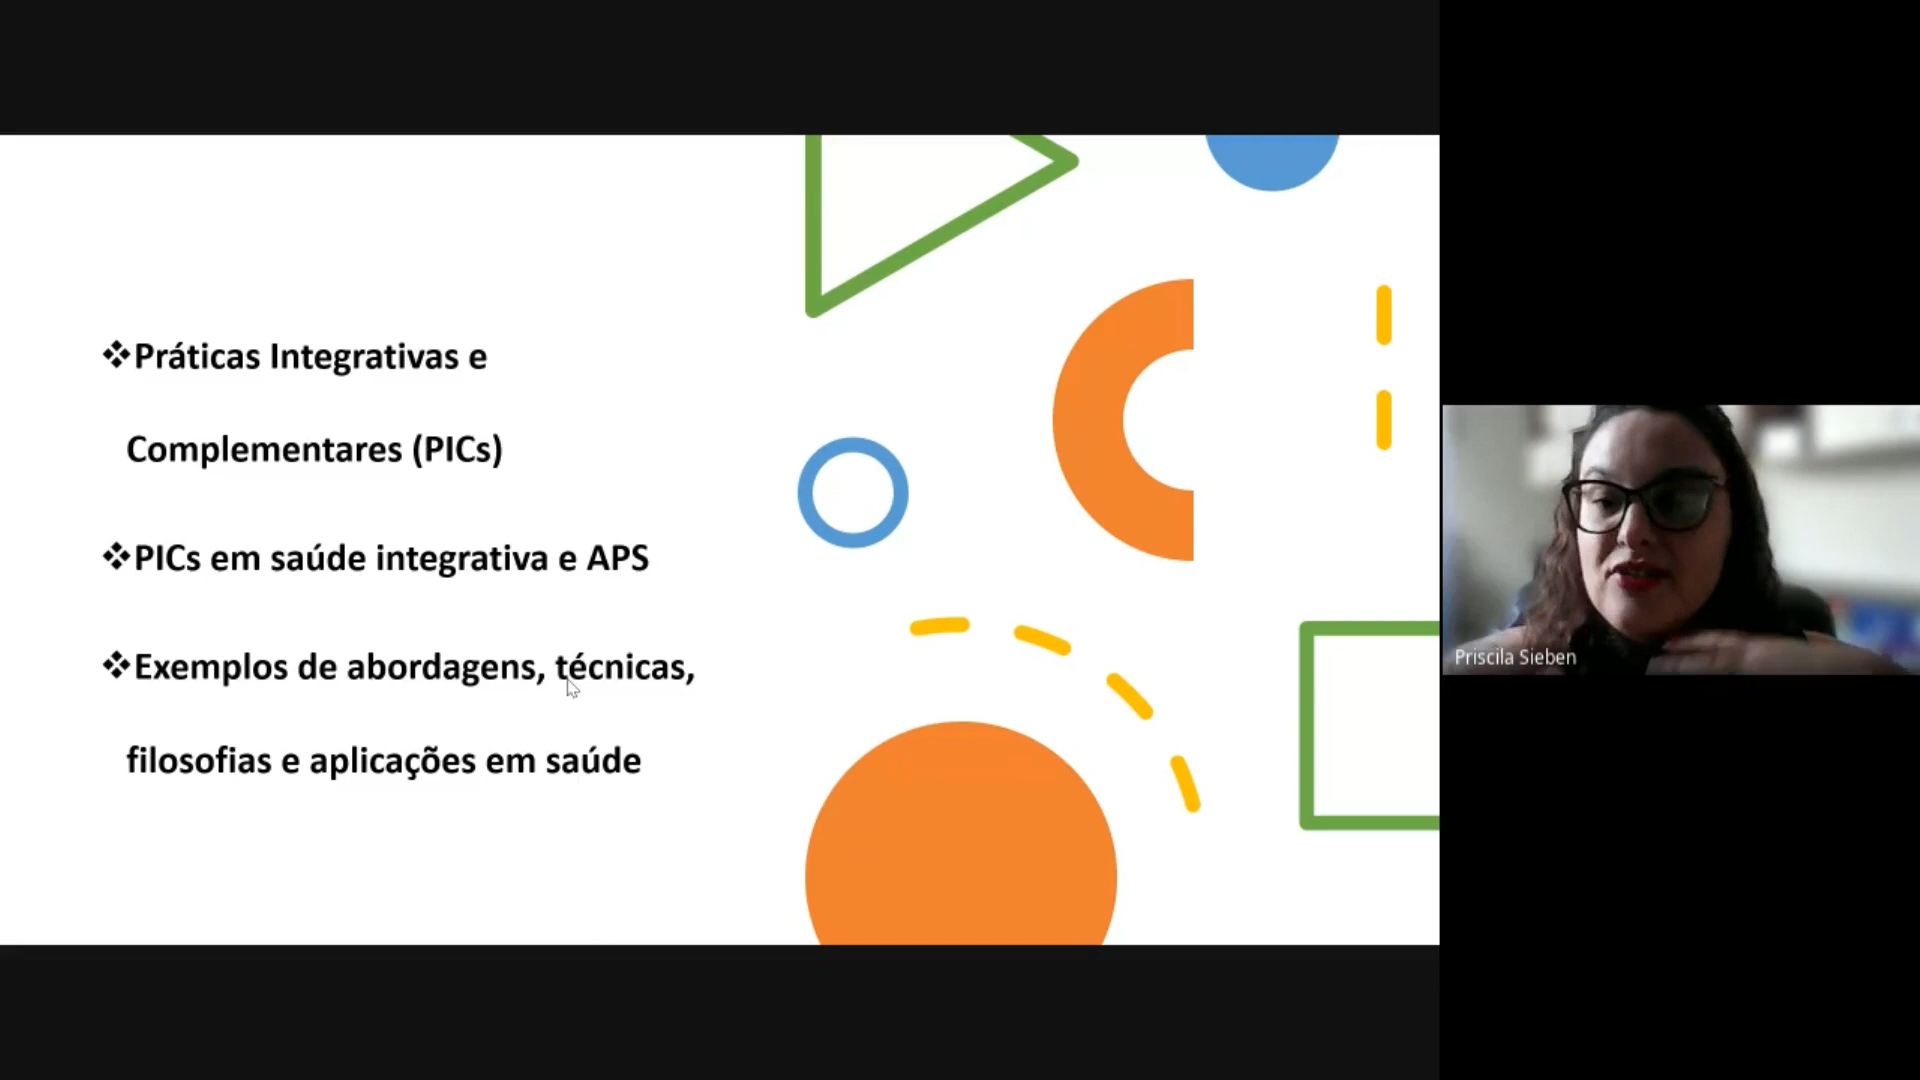 ❖Práticas Integrativas e
Complementares (PICs)
❖PICs em saúde integrativa e APS
❖Exemplos de abordagens, técnicas,
filosofias e aplicações em saúde
Priscila Sieben